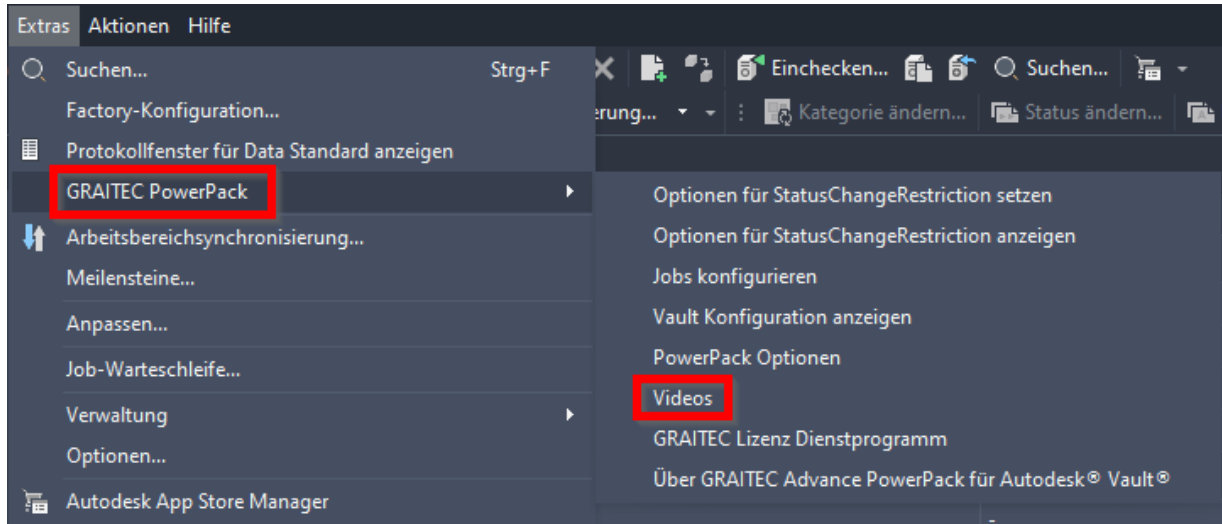 Extras Aktionen Hilfe
Suchen... Strg+F
Einchecken... Suchen...
Factory-Konfiguration...
erung... Kategorie ändern... Status ändern...
Protokollfenster für Data Standard anzeigen
GRAITEC PowerPack
Arbeitsbereichsynchronisierung...
Meilensteine...
Anpassen...
Job-Warteschleife...
Verwaltung
Optionen...
Autodesk App Store Manager
Optionen für StatusChangeRestriction setzen
Optionen für StatusChangeRestriction anzeigen
Jobs konfigurieren
Vault Konfiguration anzeigen
PowerPack Optionen
Videos
GRAITEC Lizenz Dienstprogramm
Über GRAITEC Advance PowerPack für Autodesk® Vault®